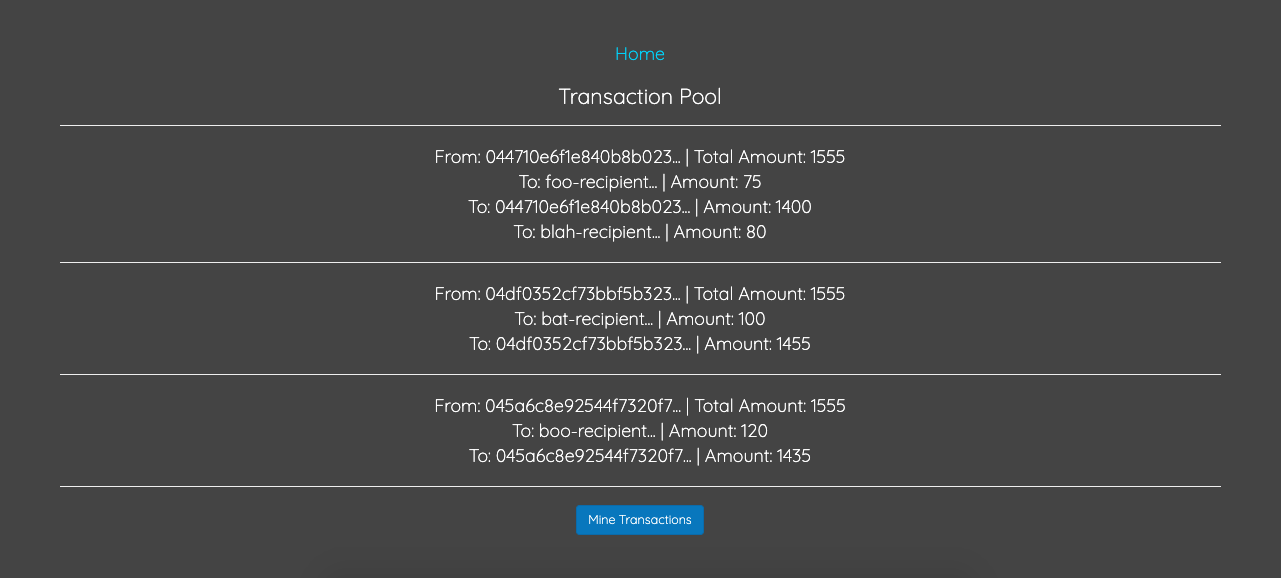 Home
Transaction Pool
From: 044710e6f1e840b8b023... | Total Amount: 1555
To: foo-recipient... | Amount: 75
To: 044710e6f1e840b8b023... | Amount: 1400
To: blah-recipient... | Amount: 80
From: 04df0352cf73bbf5b323... | Total Amount: 1555
To: bat-recipient... | Amount: 100
To: 04df0352cf73bbf5b323... | Amount: 1455
From: 045a6c8e92544f7320f7... | Total Amount: 1555
To: boo-recipient... | Amount: 120
To: 045a6c8e92544f7320f7... | Amount: 1435
Mine Transactions